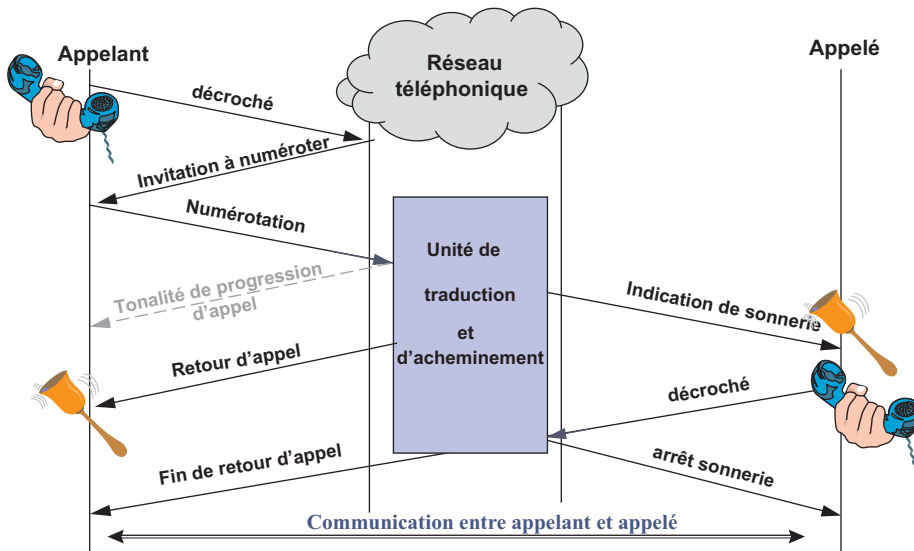 Appelant
Réseau
téléphonique
Appelé
décroché
Invitation à numéroter
Numérotation
Unité de
traduction
et
d’acheminement
Tonalité de progression
d’appel
Indication de sonnerie
Retour d’appel
décroché
Fin de retour d’appel
arrêt sonnerie
Communication entre appelant et appelé